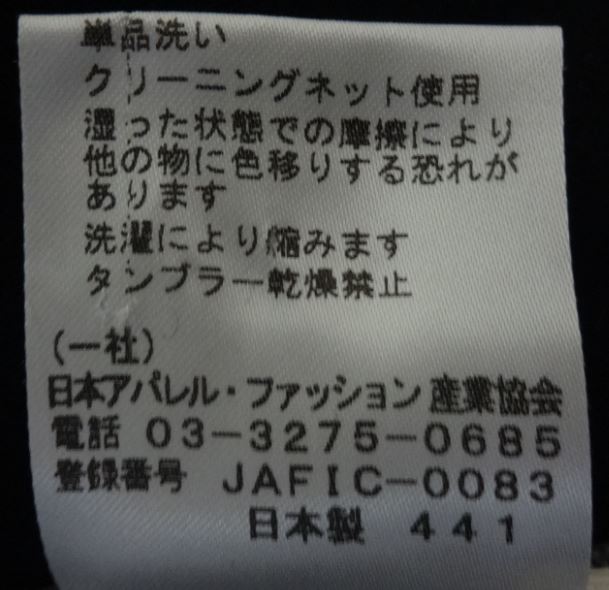 単品洗い
クリーニングネット使用
湿った状態での摩擦により
他の物に色移りする恐れが
あります
洗濯により縮みます
タンブラー乾燥禁止
(一社)
日本アパレル・ファッション産業協会
電話 03-3275-0685
登録番号 JAFIC-0083
日本製 441